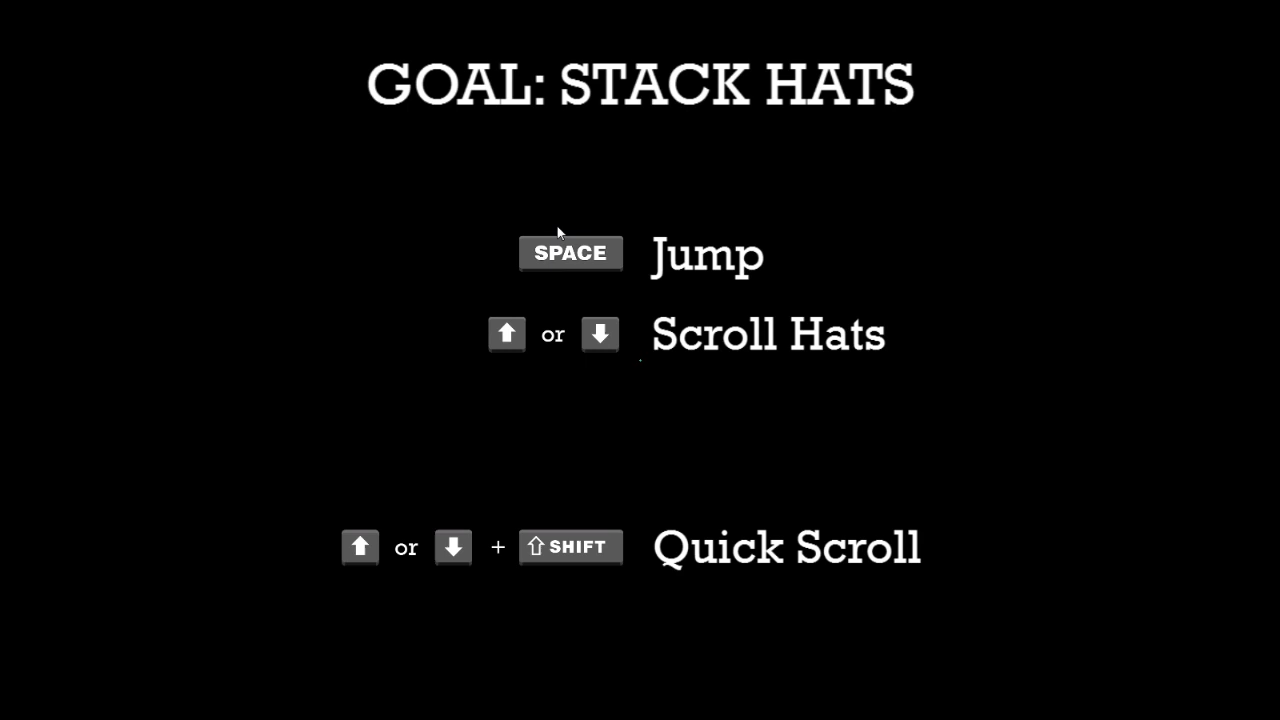 GOAL: STACK HATS
SPACE Jump
or Scroll Hats
or + SHIFT Quick Scroll